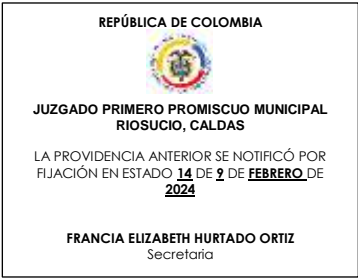 REPÚBLICA DE COLOMBIA
JUZGADO PRIMERO PROMISCUO MUNICIPAL
RIOSUCIO, CALDAS
LA PROVIDENCIA ANTERIOR SE NOTIFICÓ POR
FIJACIÓN EN ESTADO 14 DE 9 DE FEBRERO DE
2024
FRANCIA ELIZABETH HURTADO ORTIZ
Secretaria